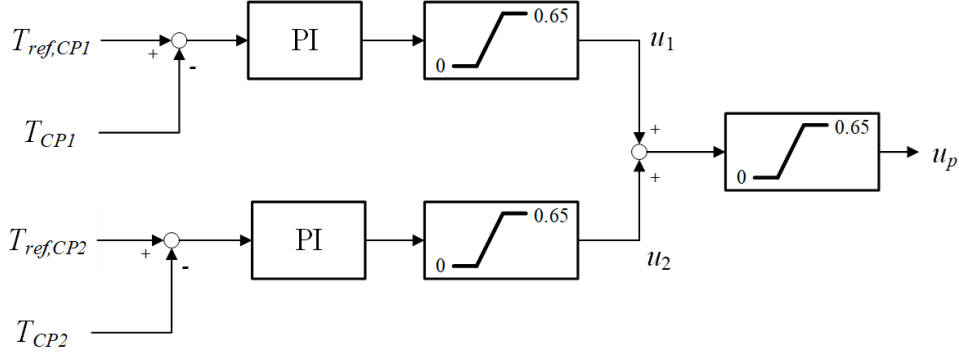 T_ref,CP1
+
-
PI
0
0.65
u_1
T_CP1
+
+
0
0.65
u_p
T_ref,CP2
+
-
PI
0
0.65
u_2
T_CP2